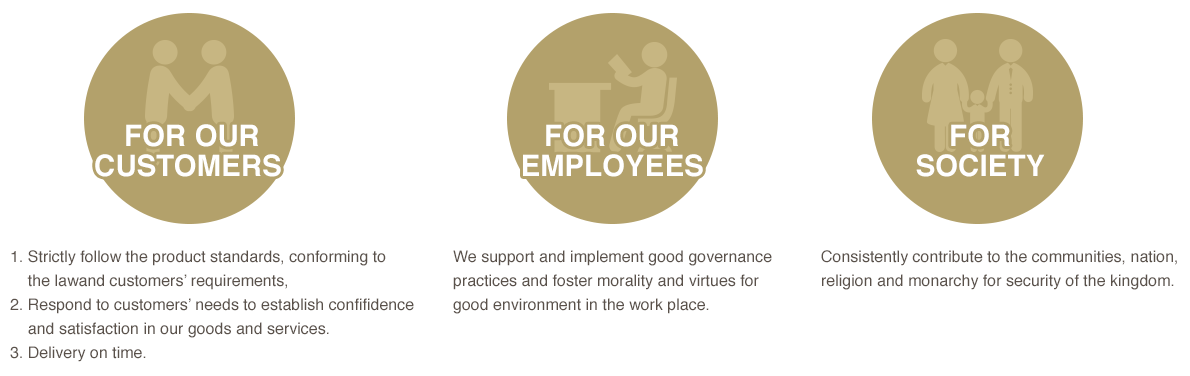 FOR OUR
CUSTOMERS
1. Strictly follow the product standards, conforming to
the lawand customers’ requirements,
2. Respond to customers’ needs to establish confifidence
and satisfaction in our goods and services.
3. Delivery on time.
FOR OUR
EMPLOYEES
We support and implement good governance
practices and foster morality and virtues for
good environment in the work place.
FOR
SOCIETY
Consistently contribute to the communities, nation,
religion and monarchy for security of the kingdom.